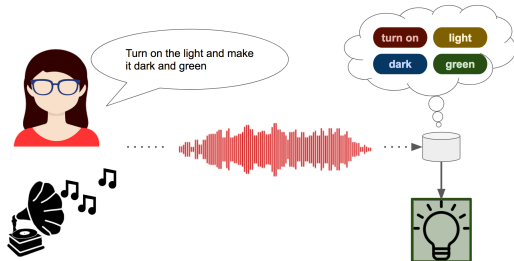 Turn on the light and make
it dark and green
turn on
light
dark
green